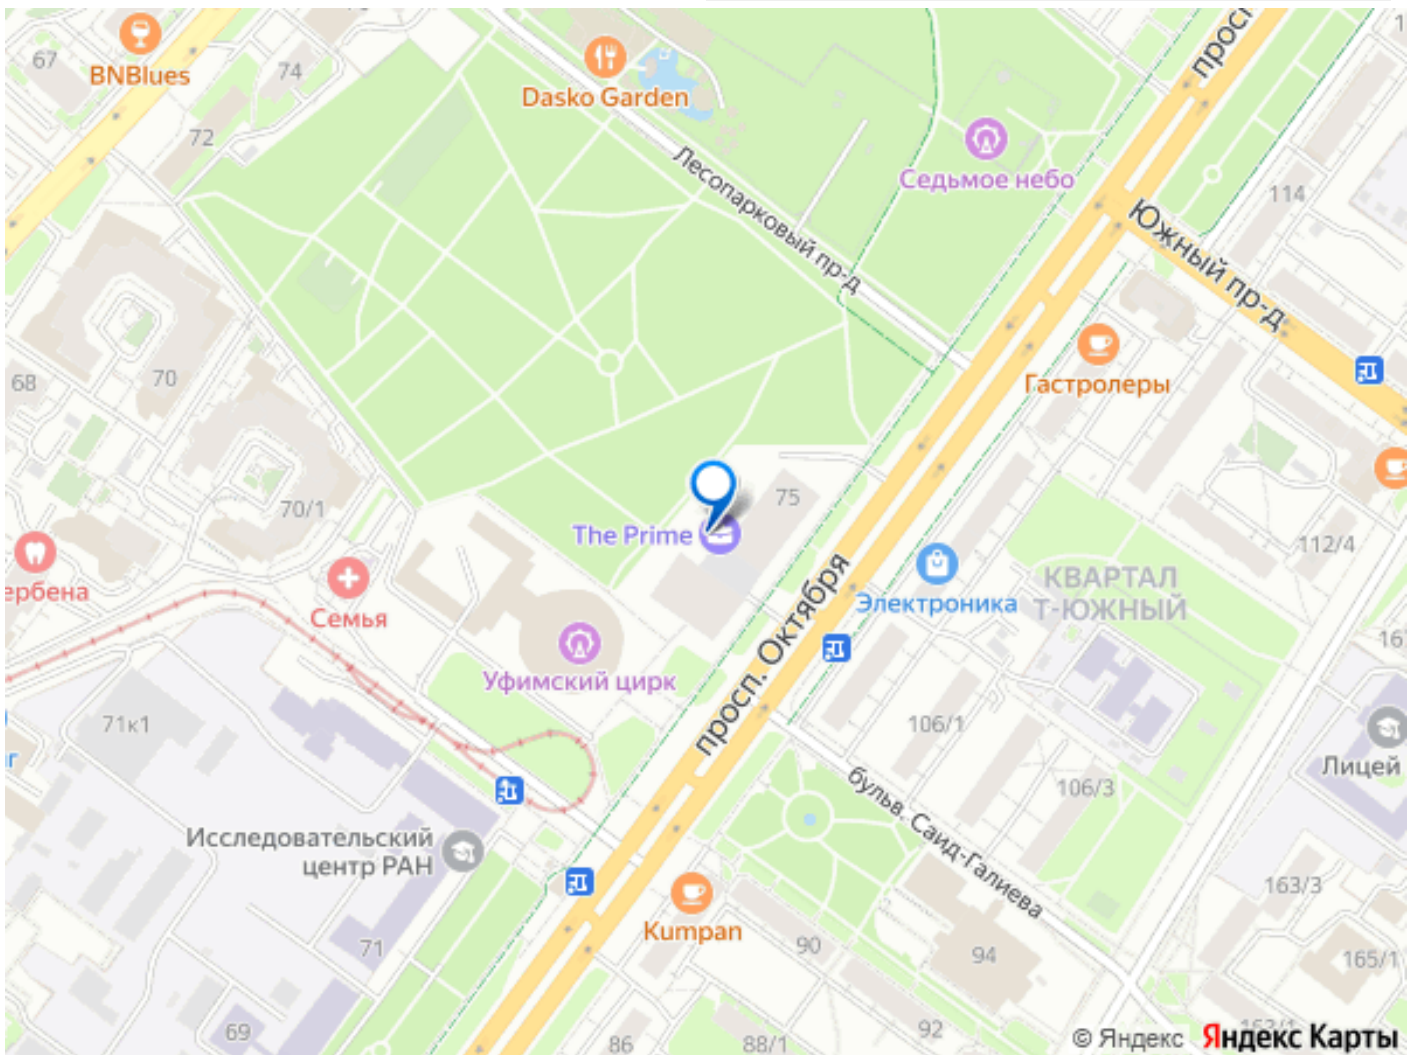 просп.
67
BNBlues
74
72
Dasko Garden
Седьмое небо
Лесопарковый пр-д
114
Южный пр-д
68
70
Гастролеры
70/1
The Prime
75
112/4
ербена
Семья
Электроника
КВАРТАЛ
Т-ЮЖНЫЙ
просп. Октября
Уфимский цирк
71к1
106/1
г
Лицей
106/3
бульв. Саид-Галиева
Исследовательский
центр РАН
163/3
Kumpan
71
90
94
165/1
69
86
88/1
92
© Яндекс Яндекс Карты